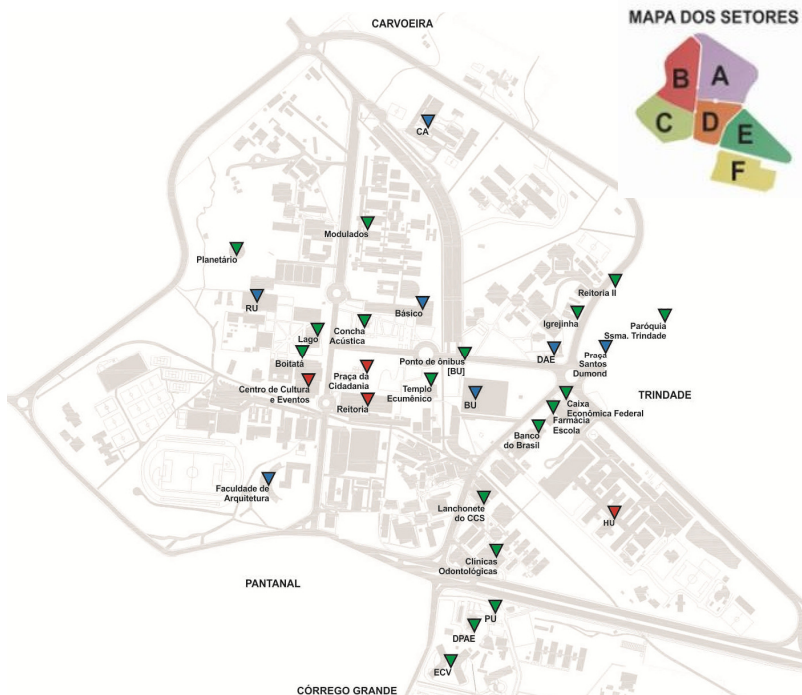 CARVOEIRA
MAPA DOS SETORES
B
A
C
D
E
F
CA
Modulados
Planetário
RU
Básico
Lago
Concha
Acústica
Boitatá
Centro de Cultura
e Eventos
Praça da
Cidadania
Reitoria
Ponto de ônibus
[BU]
Templo
Ecumênico
BU
Reitoria II
Igrejinha
DAE
Praça
Santos
Dumond
Paróquia
Ssma. Trindade
TRINDADE
Caixa
Econômica Federal
Farmácia
Escola
Banco
do Brasil
Faculdade de
Arquitetura
Lanchonete
do CCS
HU
Clinicas
Odontológicas
PANTANAL
PU
DPAE
ECV
CÓRREGO GRANDE